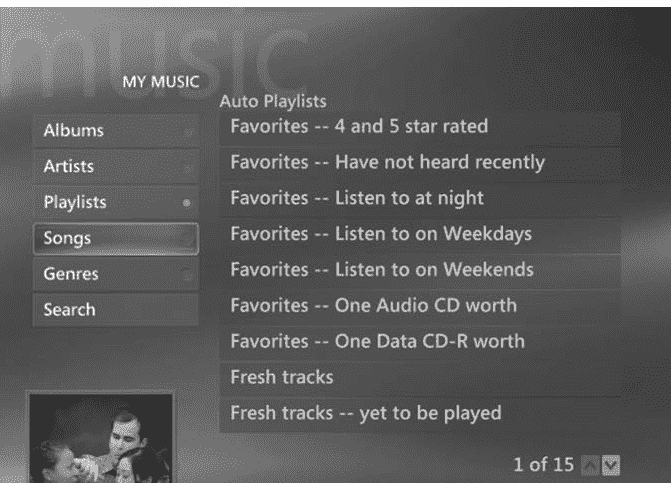 music
MY MUSIC
Auto Playlists
Albums
Artists
Playlists
Songs
Genres
Search
Favorites -- 4 and 5 star rated
Favorites -- Have not heard recently
Favorites -- Listen to at night
Favorites -- Listen to on Weekdays
Favorites -- Listen to on Weekends
Favorites -- One Audio CD worth
Favorites -- One Data CD-R worth
Fresh tracks
Fresh tracks -- yet to be played
1 of 15